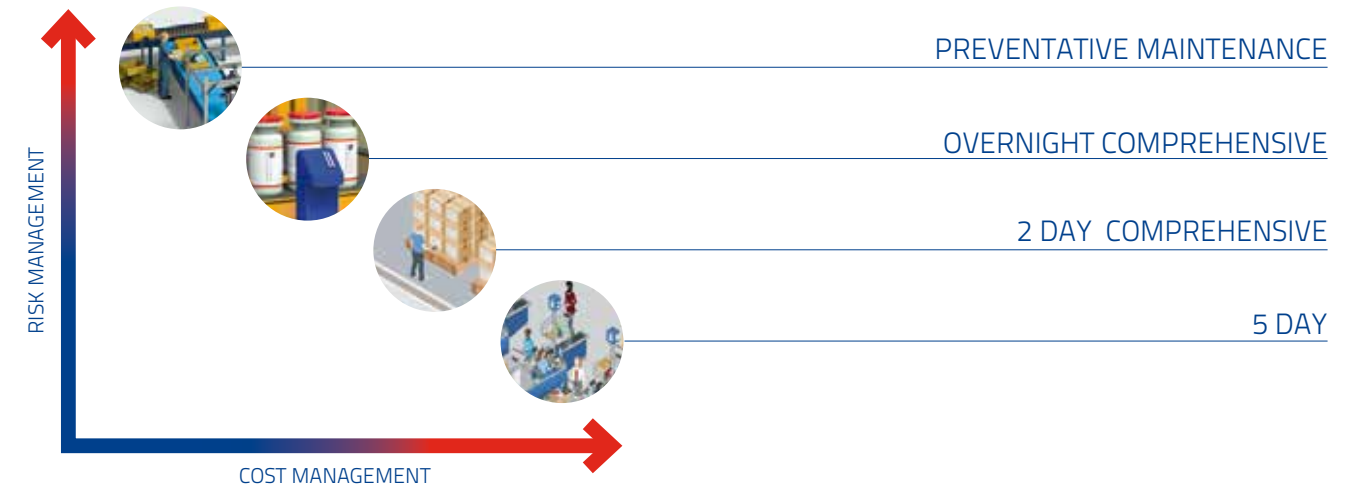 PREVENTATIVE MAINTENANCE
OVERNIGHT COMPREHENSIVE
2 DAY COMPREHENSIVE
5 DAY
RISK MANAGEMENT
COST MANAGEMENT